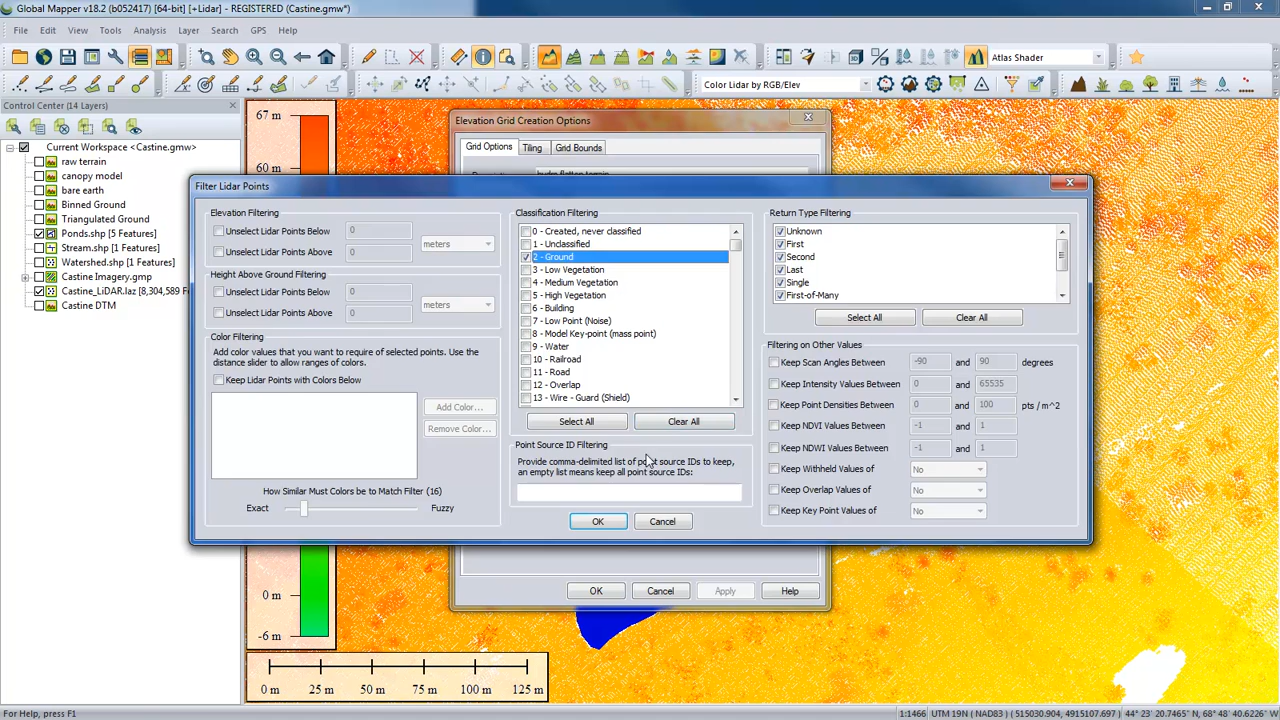 Global Mapper v18.2 (b052417) [64-bit] [+Lidar] - REGISTERED (Castine.gmw*)
File Edit View Tools Analysis Layer Search GPS Help
Atlas Shader
Color Lidar by RGB/Elev
Control Center (14 Layers)
Current Workspace <Castine.gmw>
raw terrain
canopy model
bare earth
Binned Ground
Triangulated Ground
Ponds.shp [5 Features]
Stream.shp [1 Features]
Watershed.shp [12 Features]
Castine Imagery.gmp
Castine_LiDAR.laz [8,304,589 F
Castine DTM
67 m
60 m
0 m
-6 m
Elevation Grid Creation Options
Grid Options Tiling Grid Bounds
Filter Lidar Points
Elevation Filtering
Unselect Lidar Points Below 0
meters
Unselect Lidar Points Above 0
Height Above Ground Filtering
Unselect Lidar Points Below 0
meters
Unselect Lidar Points Above 0
Color Filtering
Add color values that you want to require of selected points. Use the
distance slider to allow ranges of colors.
Keep Lidar Points with Colors Below
Add Color...
Remove Color...
How Similar Must Colors be to Match Filter (16)
Exact Fuzzy
Classification Filtering
0 - Created, never classified
1 - Unclassified
2 - Ground
3 - Low Vegetation
4 - Medium Vegetation
5 - High Vegetation
6 - Building
7 - Low Point (Noise)
8 - Model Key-point (mass point)
9 - Water
10 - Railroad
11 - Road
12 - Overlap
13 - Wire - Guard (Shield)
Select All Clear All
Point Source ID Filtering
Provide comma-delimited list of point source IDs to keep,
an empty list means keep all point source IDs:
OK Cancel
Return Type Filtering
Unknown
First
Second
Last
Single
First-of-Many
Select All Clear All
Filtering on Other Values
Keep Scan Angles Between -90 and 90 degrees
Keep Intensity Values Between 0 and 65535
Keep Point Densities Between 0 and 100 pts / m^2
Keep NDVI Values Between -1 and 1
Keep NDWI Values Between -1 and 1
Keep Withheld Values of No
Keep Overlap Values of No
Keep Key Point Values of No
OK Cancel Apply Help
0 m 25 m 50 m 75 m 100 m 125 m
For Help, press F1
1:1466 UTM 19N (NAD83) ( 515030.904, 4915107.697) 44° 23' 20.7465" N, 68° 48' 40.6226" W